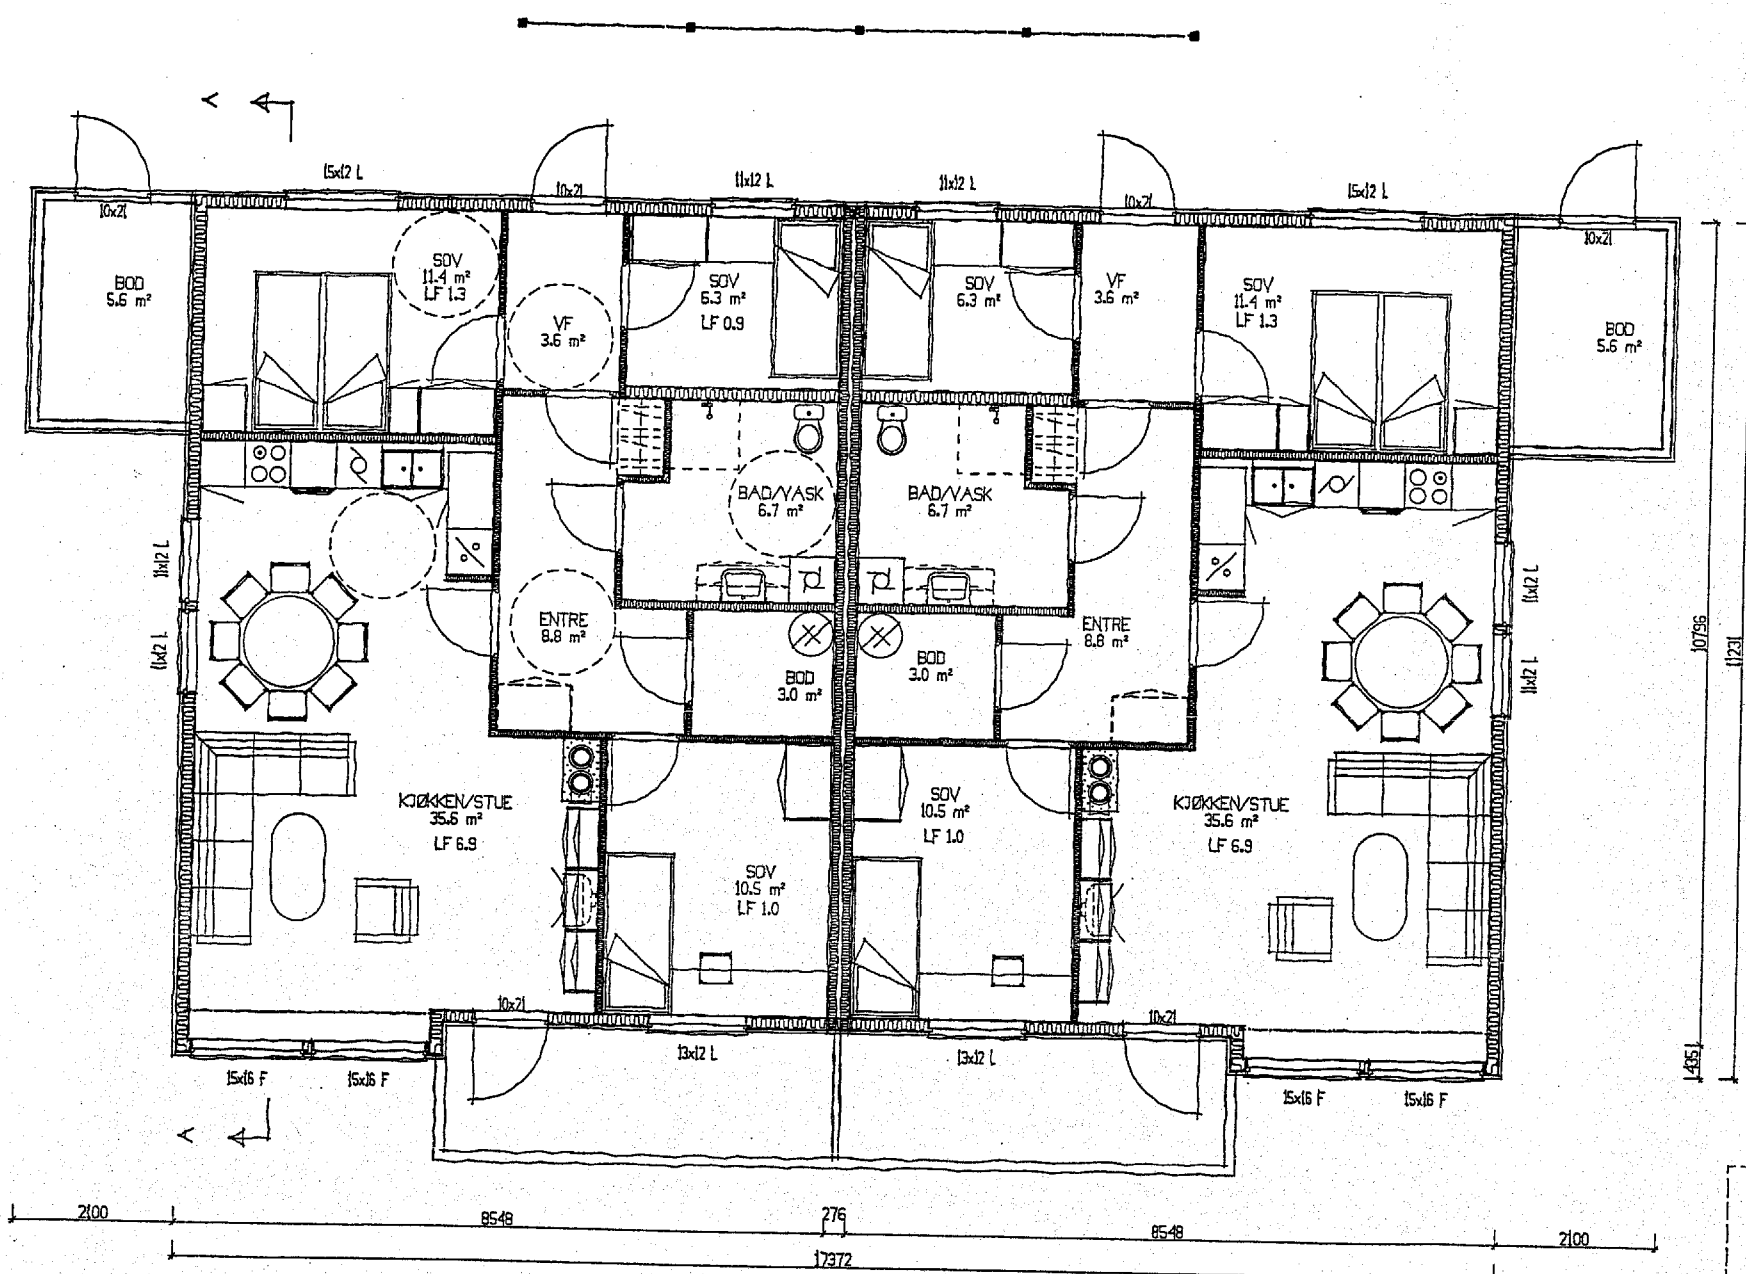 A
15x12 L
10x21
11x12 L
11x12 L
10x21
15x12 L
10x21
10x21
BOD
5.6 m²
SOV
11.4 m²
LF 1.3
VF
3.6 m²
SOV
6.3 m²
LF 0.9
SOV
6.3 m²
VF
3.6 m²
SOV
11.4 m²
LF 1.3
BOD
5.6 m²
BAD/VASK
6.7 m²
BAD/VASK
6.7 m²
11x12 L
11x12 L
ENTRE
8.8 m²
BOD
3.0 m²
BOD
3.0 m²
ENTRE
8.8 m²
11x12 L
11x12 L
10796
11231
435
KJØKKEN/STUE
35.6 m²
LF 6.9
SOV
10.5 m²
LF 1.0
SOV
10.5 m²
LF 1.0
KJØKKEN/STUE
35.6 m²
LF 6.9
10x21
10x21
15x16 F
15x16 F
13x12 L
13x12 L
15x16 F
15x16 F
A
2100
8548
276
8548
2100
17372